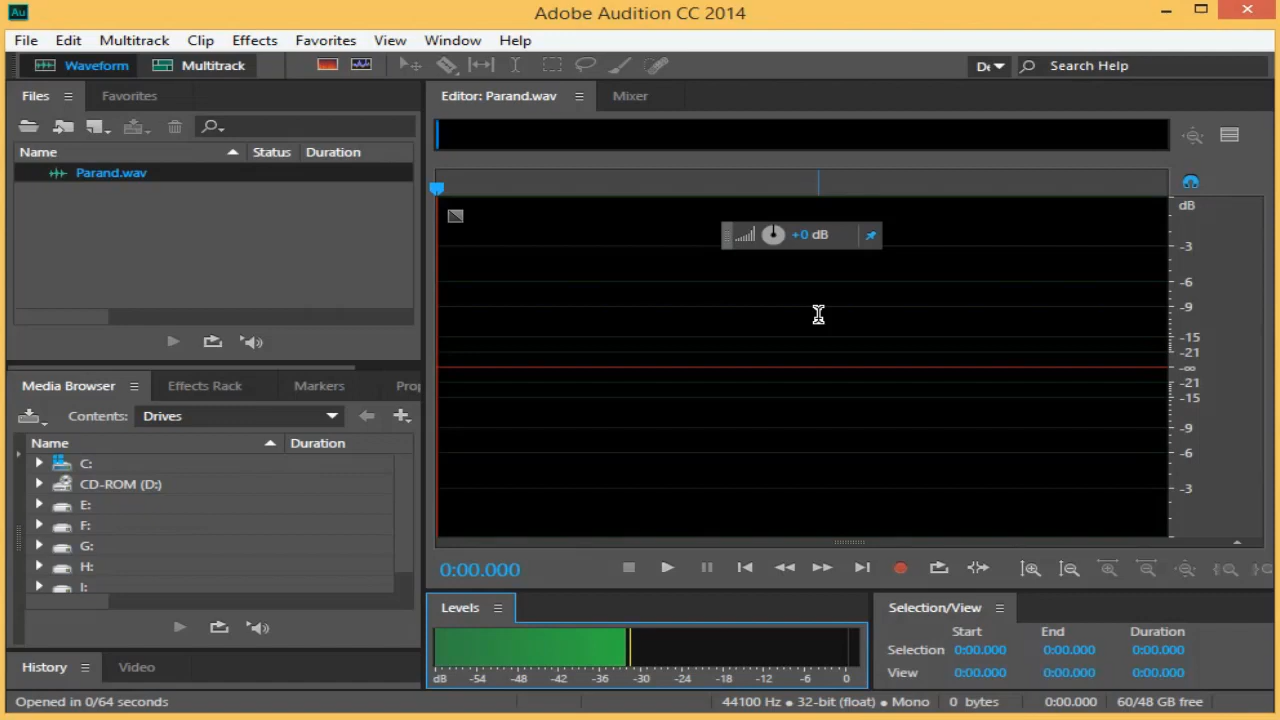 Au Adobe Audition CC 2014
File Edit Multitrack Clip Effects Favorites View Window Help
Waveform Multitrack Search Help
Files Favorites
Name Status Duration
Parand.wav
Editor: Parand.wav Mixer
+0 dB
dB
-3
-6
-9
-15
-21
-∞
-21
-15
-9
-6
-3
Media Browser Effects Rack Markers
Contents: Drives
Name Duration
C:
CD-ROM (D:)
E:
F:
G:
H:
I:
0:00.000
Levels
dB -54 -48 -42 -36 -30 -24 -18 -12 -6 0
Selection/View
Start End Duration
Selection 0:00.000 0:00.000 0:00.000
View 0:00.000 0:00.000 0:00.000
History Video
Opened in 0/64 seconds
44100 Hz ● 32-bit (float) ● Mono 0 bytes 0:00.000 60/48 GB free